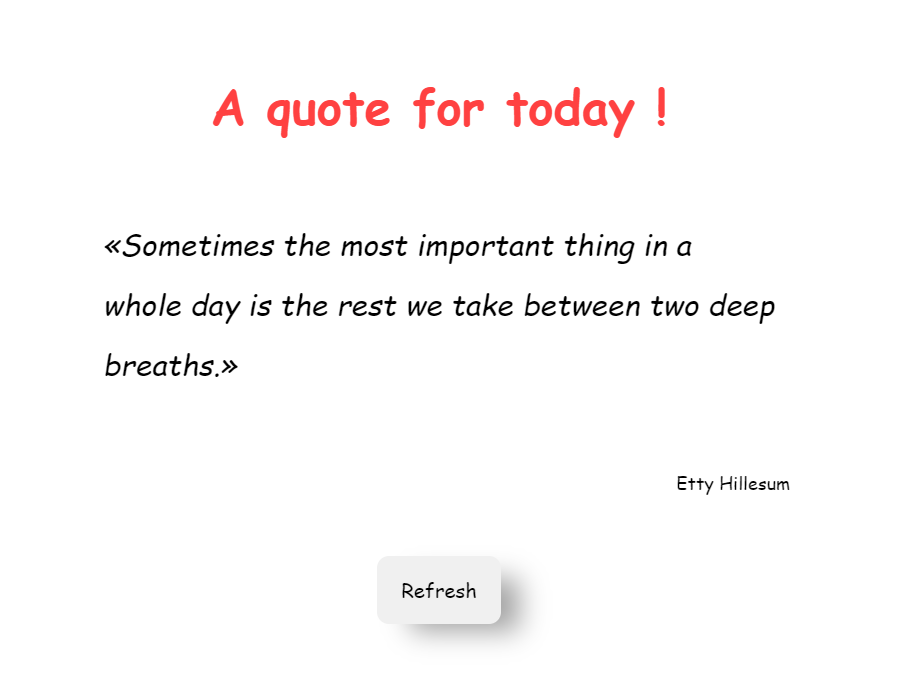 A quote for today !
«Sometimes the most important thing in a
whole day is the rest we take between two deep
breaths.»
Etty Hillesum
Refresh